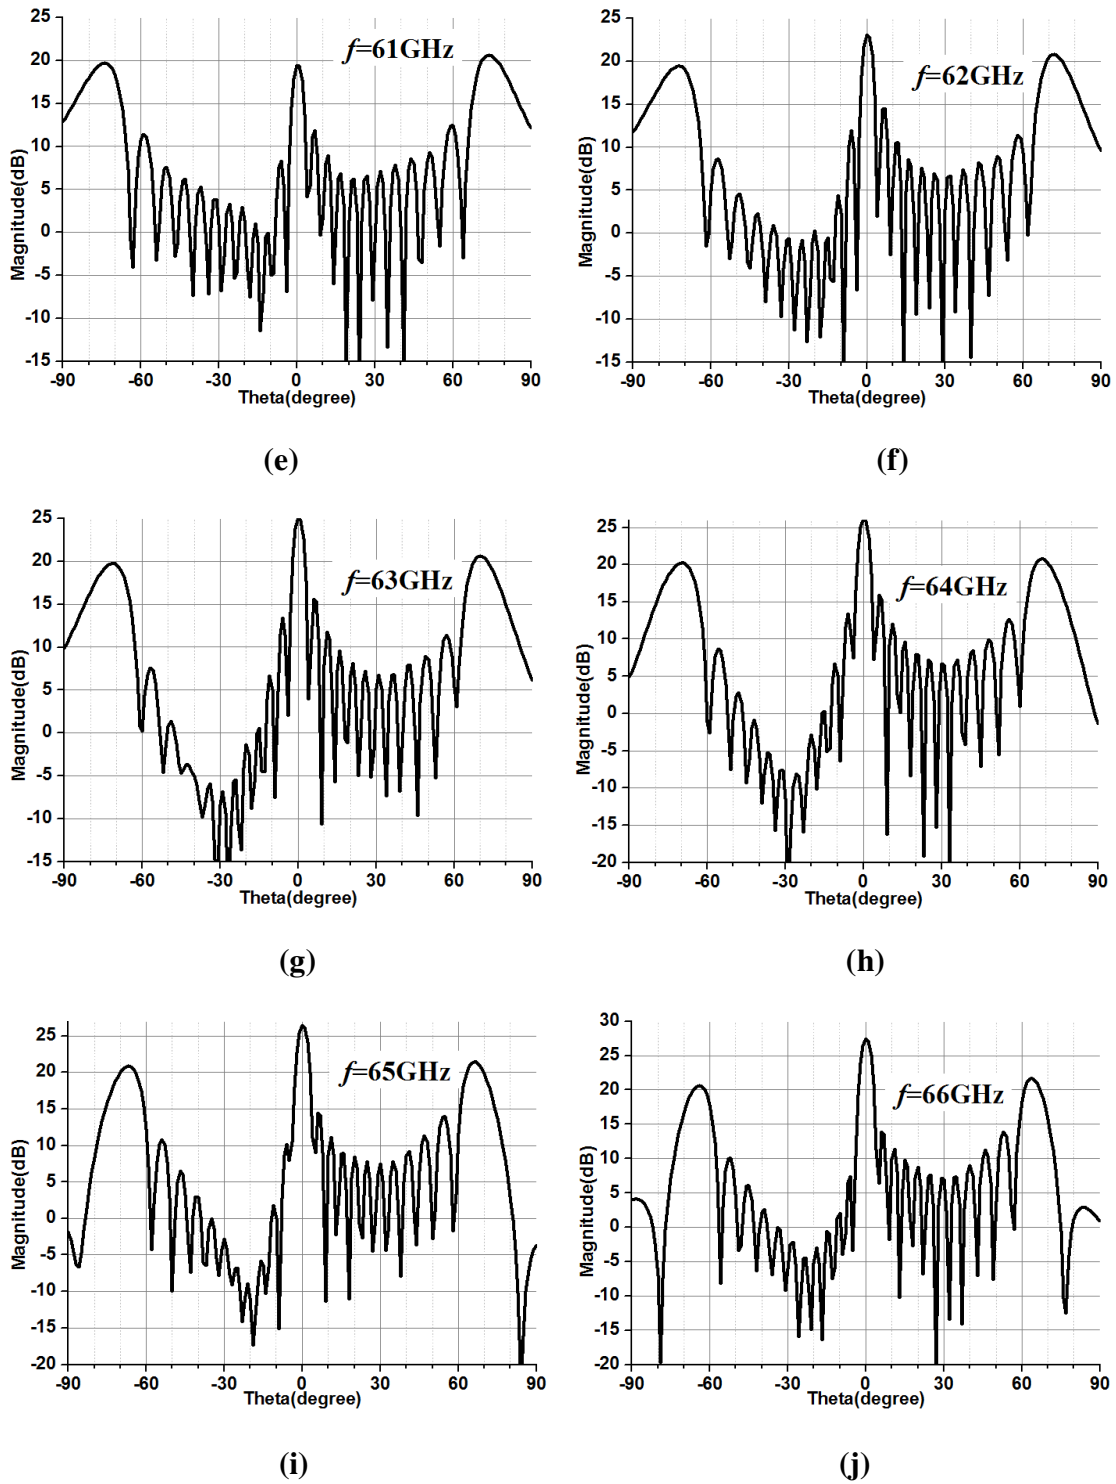 25
20
15
10
5
0
-5
-10
-15
Magnitude(dB)
f=61GHz
-90 -60 -30 0 30 60 90
Theta(degree)
(e)
25
20
15
10
5
0
-5
-10
-15
Magnitude(dB)
f=62GHz
-90 -60 -30 0 30 60 90
Theta(degree)
(f)
25
20
15
10
5
0
-5
-10
-15
Magnitude(dB)
f=63GHz
-90 -60 -30 0 30 60 90
Theta(degree)
(g)
25
20
15
10
5
0
-5
-10
-15
-20
Magnitude(dB)
f=64GHz
-90 -60 -30 0 30 60 90
Theta(degree)
(h)
25
20
15
10
5
0
-5
-10
-15
-20
Magnitude(dB)
f=65GHz
-90 -60 -30 0 30 60 90
Theta(degree)
(i)
30
25
20
15
10
5
0
-5
-10
-15
-20
Magnitude(dB)
f=66GHz
-90 -60 -30 0 30 60 90
Theta(degree)
(j)